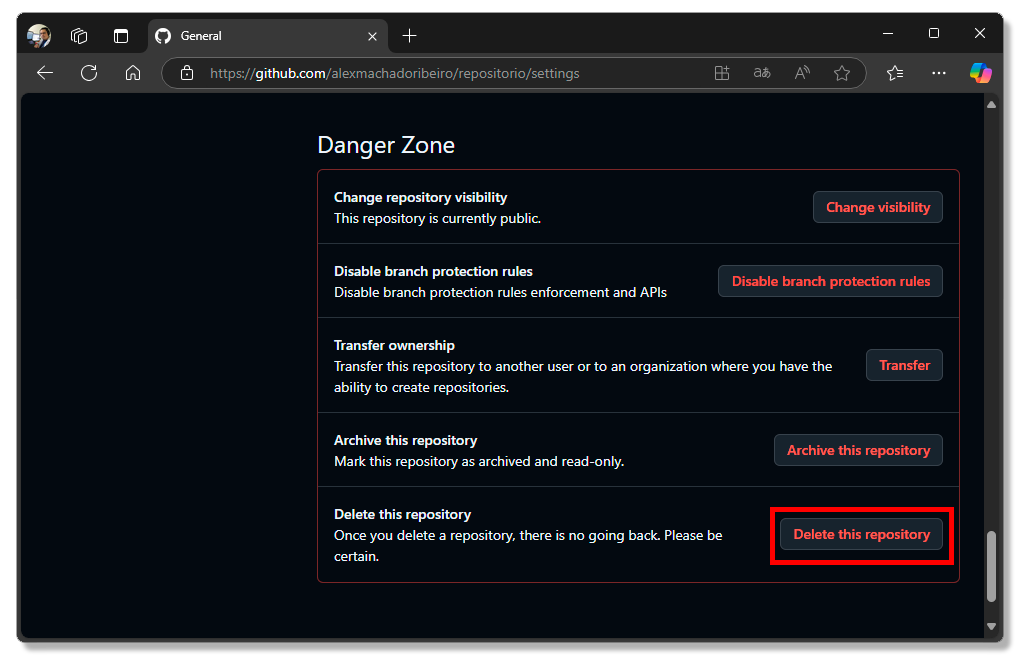 General
https://github.com/alexmachadoribeiro/repositorio/settings
Danger Zone
Change repository visibility
This repository is currently public.
Change visibility
Disable branch protection rules
Disable branch protection rules enforcement and APIs
Disable branch protection rules
Transfer ownership
Transfer this repository to another user or to an organization where you have the
ability to create repositories.
Transfer
Archive this repository
Mark this repository as archived and read-only.
Archive this repository
Delete this repository
Once you delete a repository, there is no going back. Please be
certain.
Delete this repository